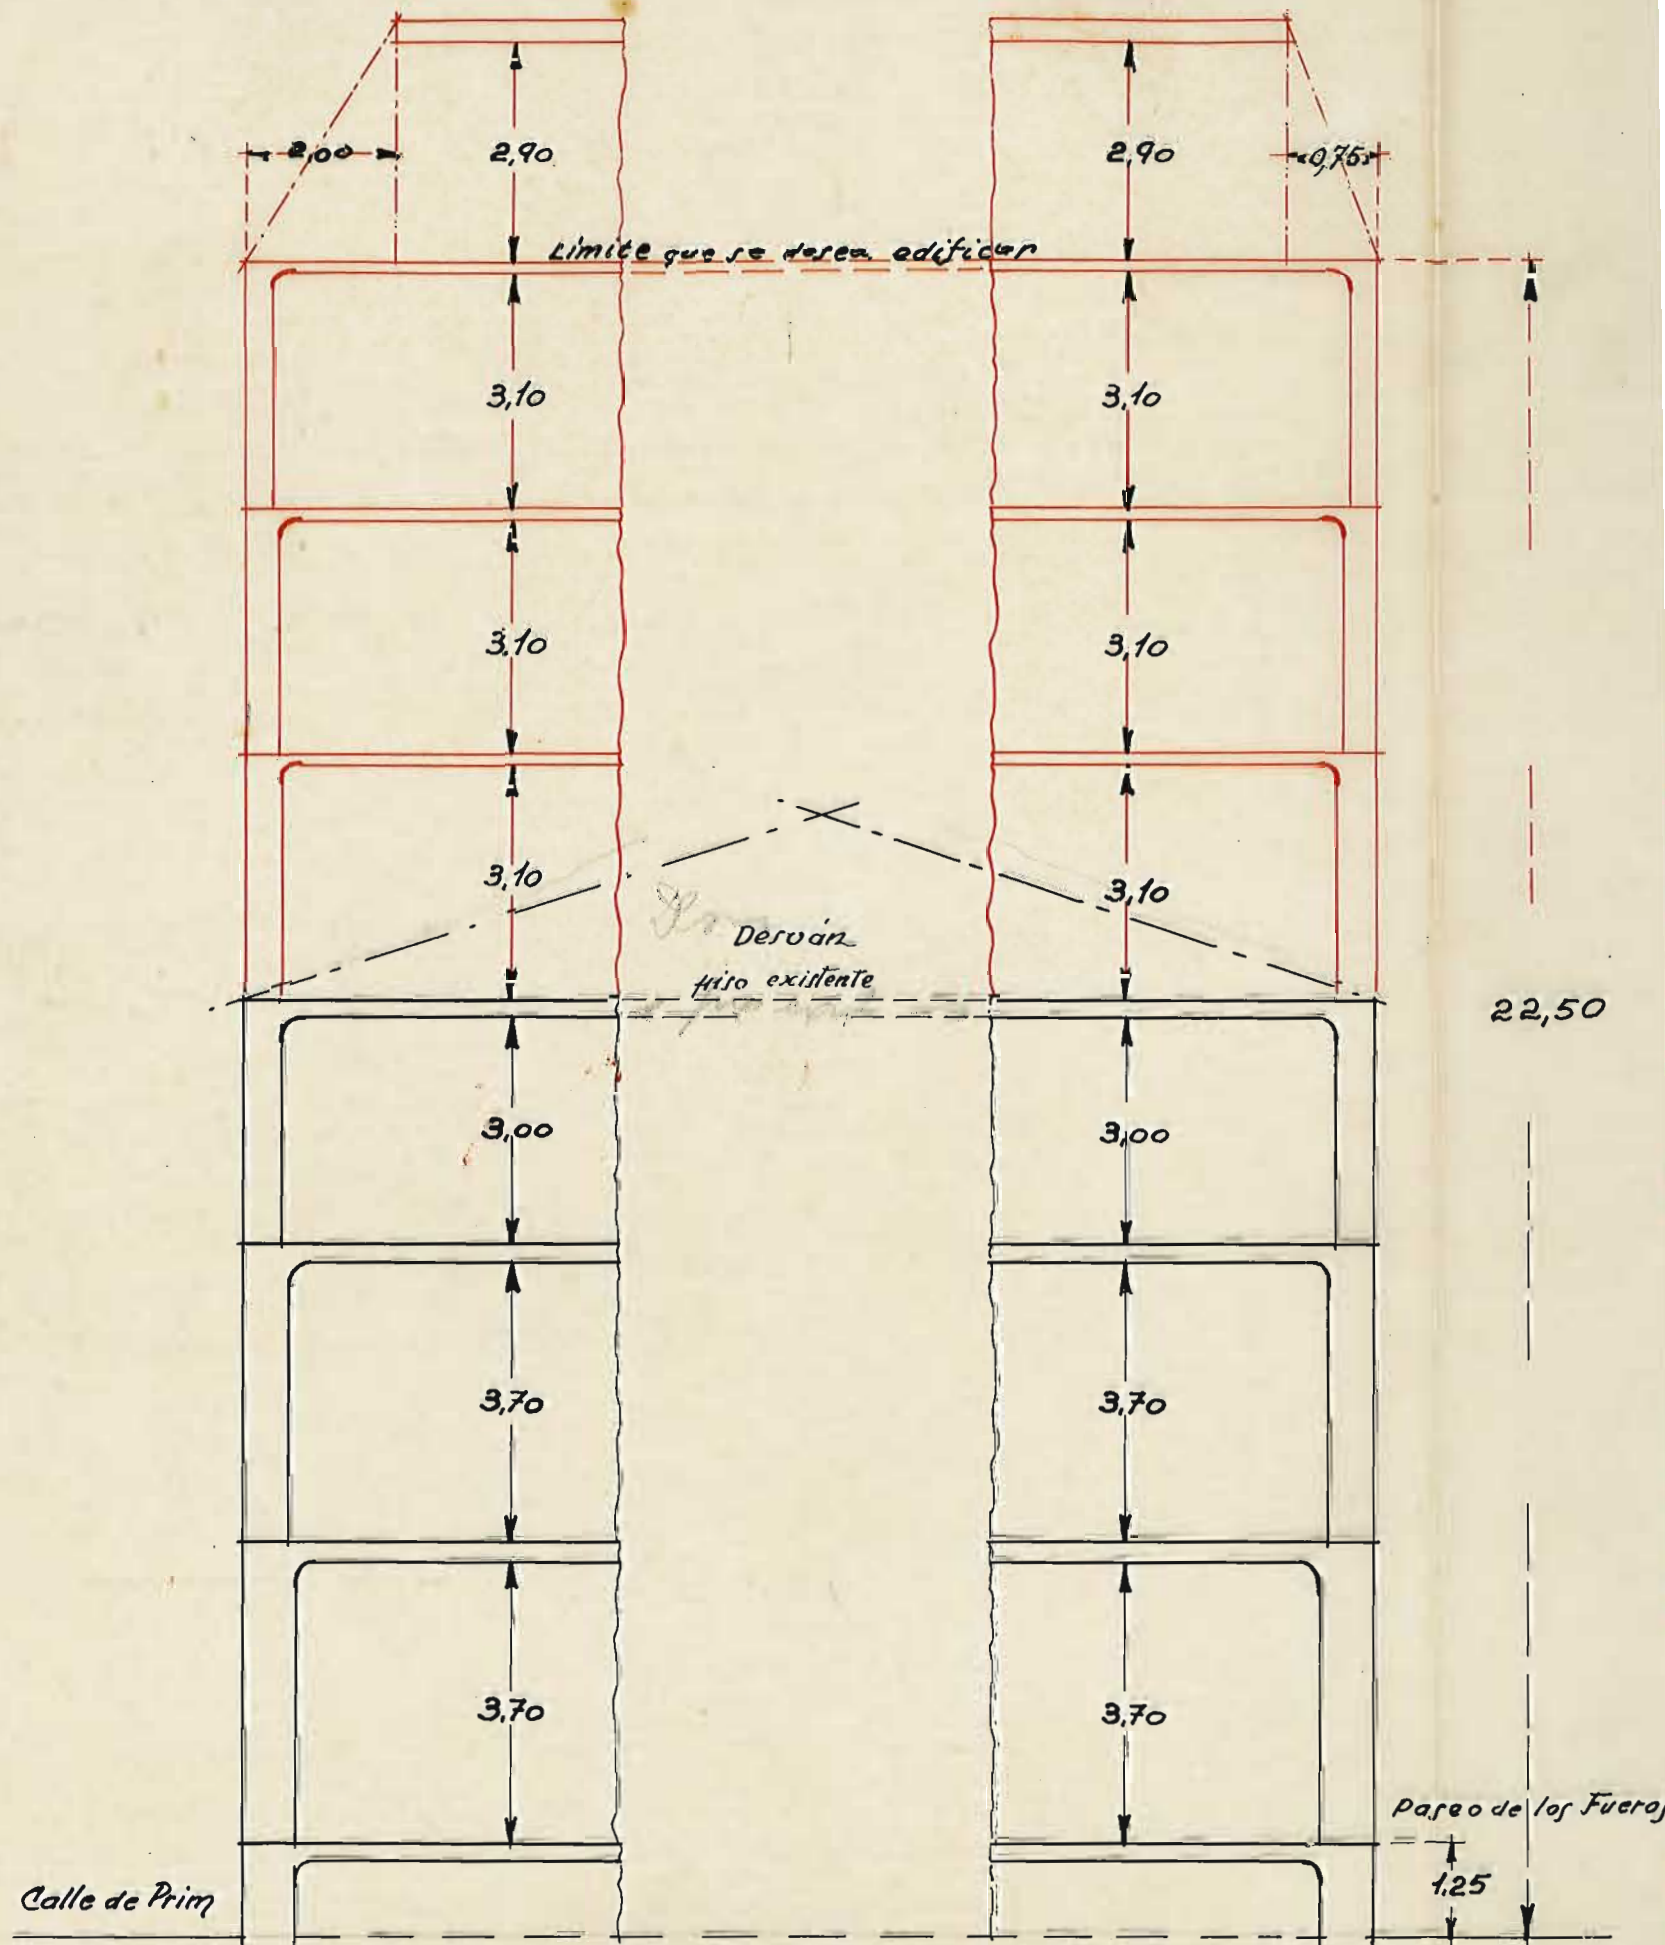 2,00 2,90 2,90 0,75
Límite que se desea edificar
3,10 3,10
3,10 3,10
3,10 3,10
Desván
Piso existente
22,50
3,00 3,00
3,70 3,70
3,70 3,70
Paseo de los Fueros
1,25
Calle de Prim